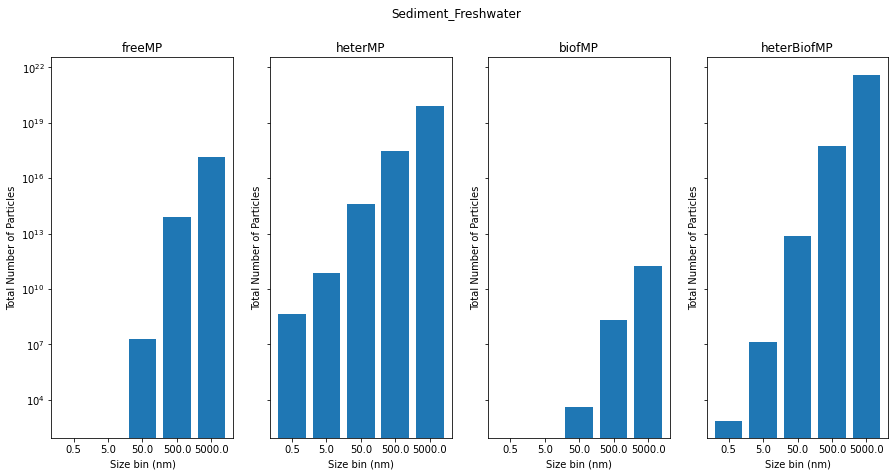 Sediment_Freshwater
freeMP
heterMP
biofMP
heterBiofMP
Total Number of Particles
10^22
10^19
10^16
10^13
10^10
10^7
10^4
0.5 5.0 50.0 500.0 5000.0
Size bin (nm)
Total Number of Particles
0.5 5.0 50.0 500.0 5000.0
Size bin (nm)
Total Number of Particles
0.5 5.0 50.0 500.0 5000.0
Size bin (nm)
Total Number of Particles
0.5 5.0 50.0 500.0 5000.0
Size bin (nm)